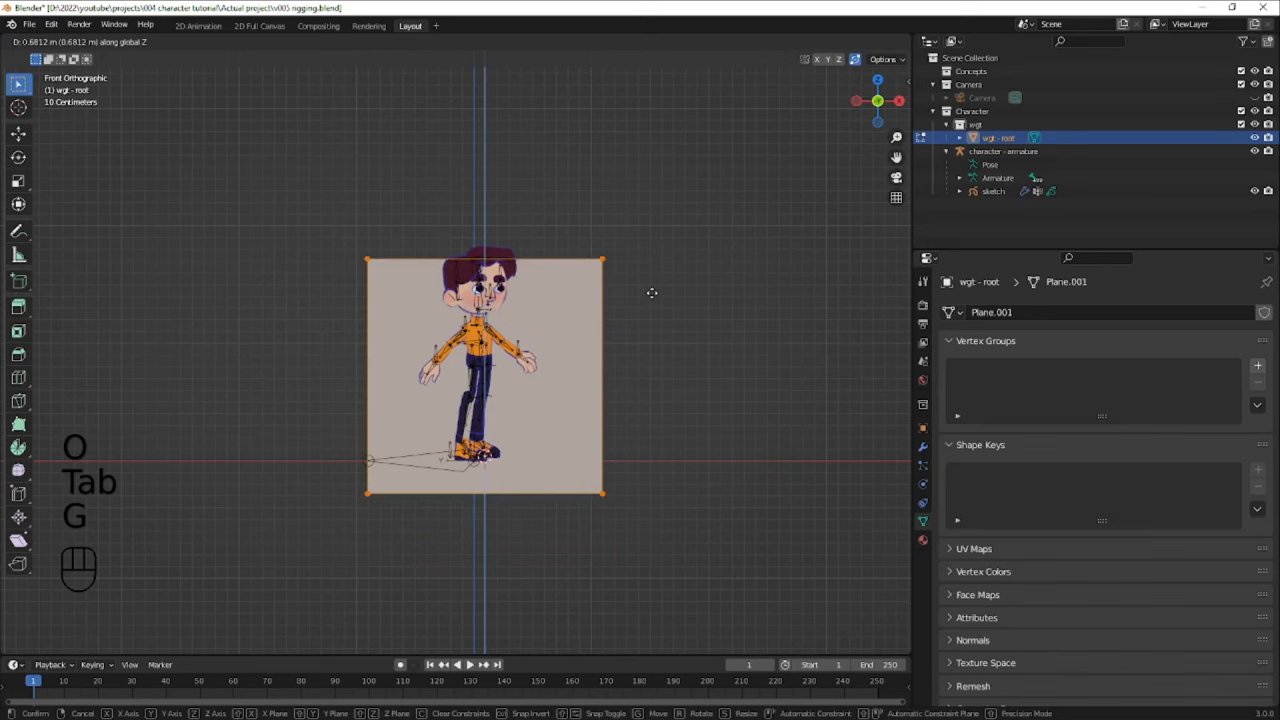 Blender* [D:\2022\youtube\projects\004 character tutorial\Actual project\v005 rigging.blend]
File Edit Render Window Help 2D Animation 2D Full Canvas Compositing Rendering Layout + Scene ViewLayer
D: 0.6812 m (0.6812 m) along global Z
X Y Z Options
Front Orthographic
(1) wgt - root
10 Centimeters
Z
X
Scene Collection
Concepts
Camera
Camera
Character
wgt
wgt - root
character - armature
Pose
Armature
sketch
wgt - root > Plane.001
Plane.001
Vertex Groups
Shape Keys
UV Maps
Vertex Colors
Face Maps
Attributes
Normals
Texture Space
Remesh
O
Tab
G
Playback Keying View Marker 1 Start 1 End 250
1 10 20 30 40 50 60 70 80 90 100 110 120 130 140 150 160 170 180 190 200 210 220 230 240 250
Confirm Cancel X X Axis Y Y Axis Z Z Axis X X Plane Y Y Plane Z Z Plane C Clear Constraints Snap Invert Snap Toggle G Move R Rotate S Resize Automatic Constraint Automatic Constraint Plane Precision Mode 3.0.0